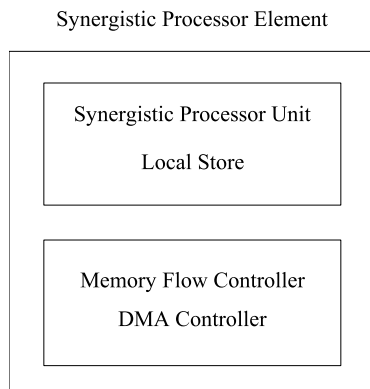 Synergistic Processor Element
Synergistic Processor Unit
Local Store
Memory Flow Controller
DMA Controller